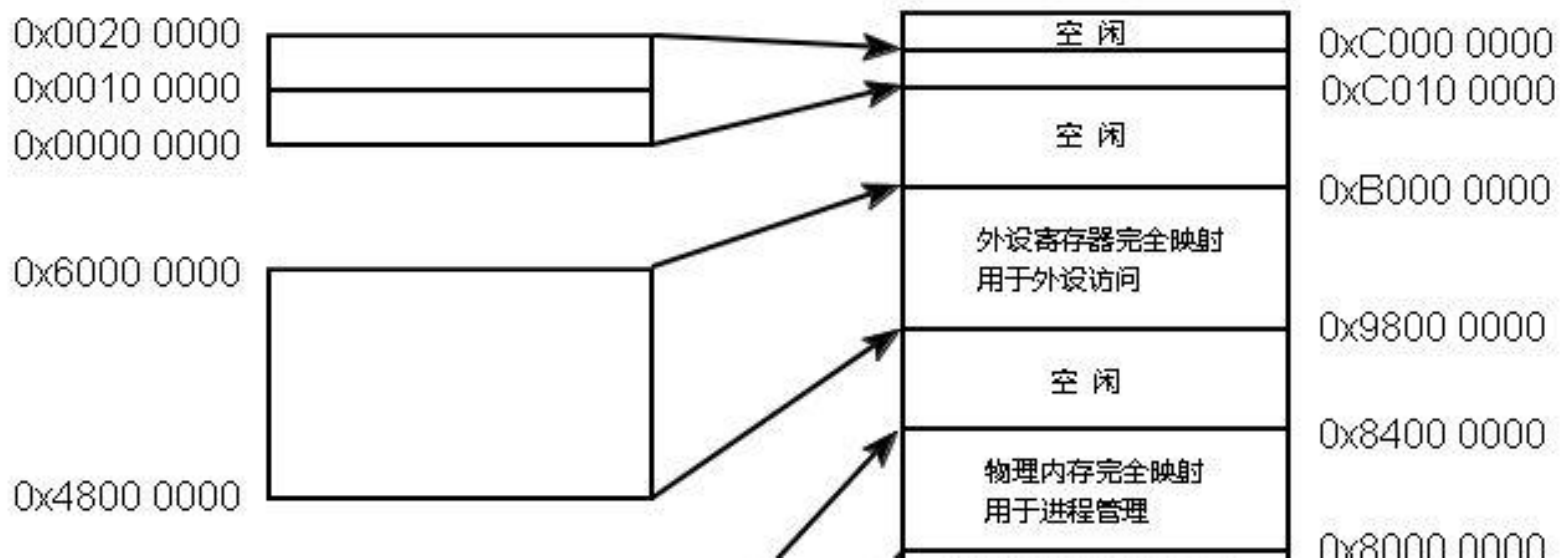 0x0020 0000
0x0010 0000
0x0000 0000
0x6000 0000
0x4800 0000
空 闲
空 闲
外设寄存器完全映射
用于外设访问
空 闲
物理内存完全映射
用于进程管理
0xC000 0000
0xC010 0000
0xB000 0000
0x9800 0000
0x8400 0000
0x8000 0000